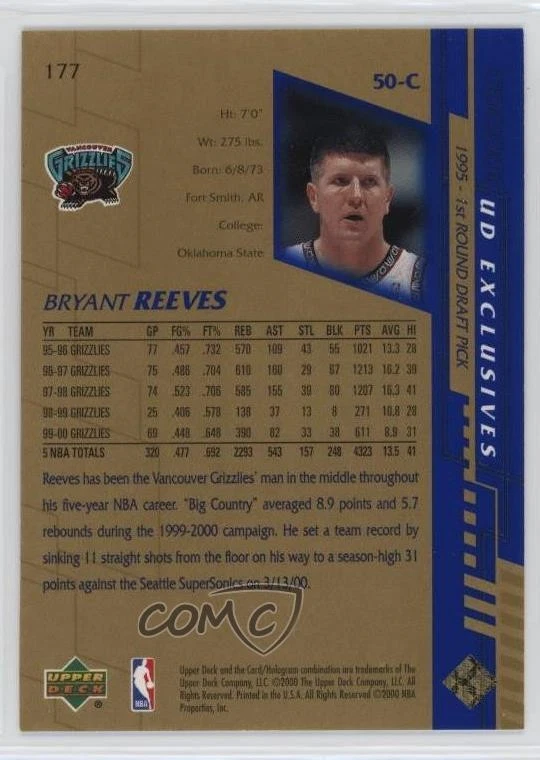 177
50-C
Ht: 7'0"
Wt: 275 lbs.
Born: 6/8/73
Fort Smith, AR
College:
Oklahoma State
VANCOUVER
GRIZZLIES
1995 - 1st ROUND DRAFT PICK
UD EXCLUSIVES
BRYANT REEVES
YR TEAM GP FG% FT% REB AST STL BLK PTS AVG HI
95-96 GRIZZLIES 77 .457 .732 570 109 43 55 1021 13.3 28
96-97 GRIZZLIES 75 .486 .704 610 160 29 67 1213 16.2 39
97-98 GRIZZLIES 74 .523 .706 585 155 39 80 1207 16.3 41
98-99 GRIZZLIES 25 .406 .578 138 37 13 8 271 10.8 28
99-00 GRIZZLIES 69 .448 .648 390 82 33 38 611 8.9 31
5 NBA TOTALS 320 .477 .692 2293 543 157 248 4323 13.5 41
Reeves has been the Vancouver Grizzlies' man in the middle throughout
his five-year NBA career. "Big Country" averaged 8.9 points and 5.7
rebounds during the 1999-2000 campaign. He set a team record by
sinking 11 straight shots from the floor on his way to a season-high 31
points against the Seattle SuperSonics on 3/13/00.
COMC
UPPER
DECK
®
NBA
Upper Deck and the Card/Hologram combination are trademarks of The
Upper Deck Company, LLC. ©2000 The Upper Deck Company, LLC. All
Rights Reserved. Printed in the U.S.A. All Rights Reserved ©2000 NBA
Properties, Inc.